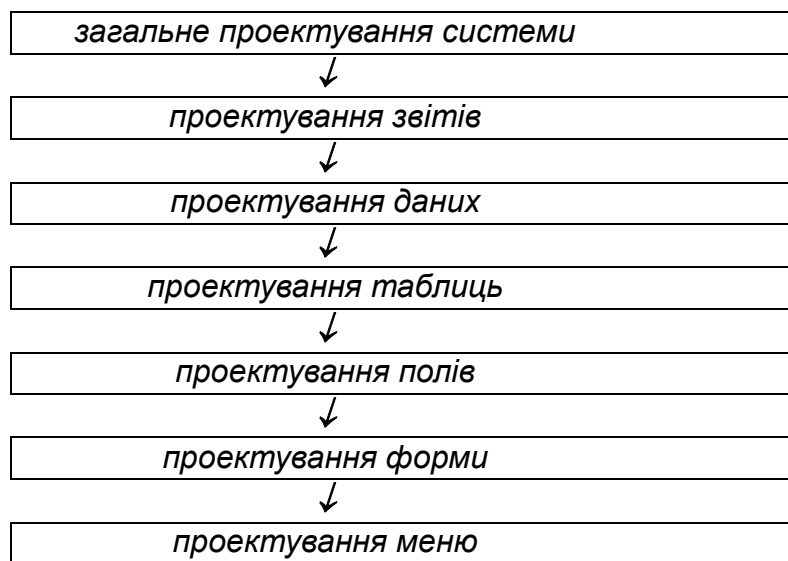 загальне проектування системи
проектування звітів
проектування даних
проектування таблиць
проектування полів
проектування форми
проектування меню